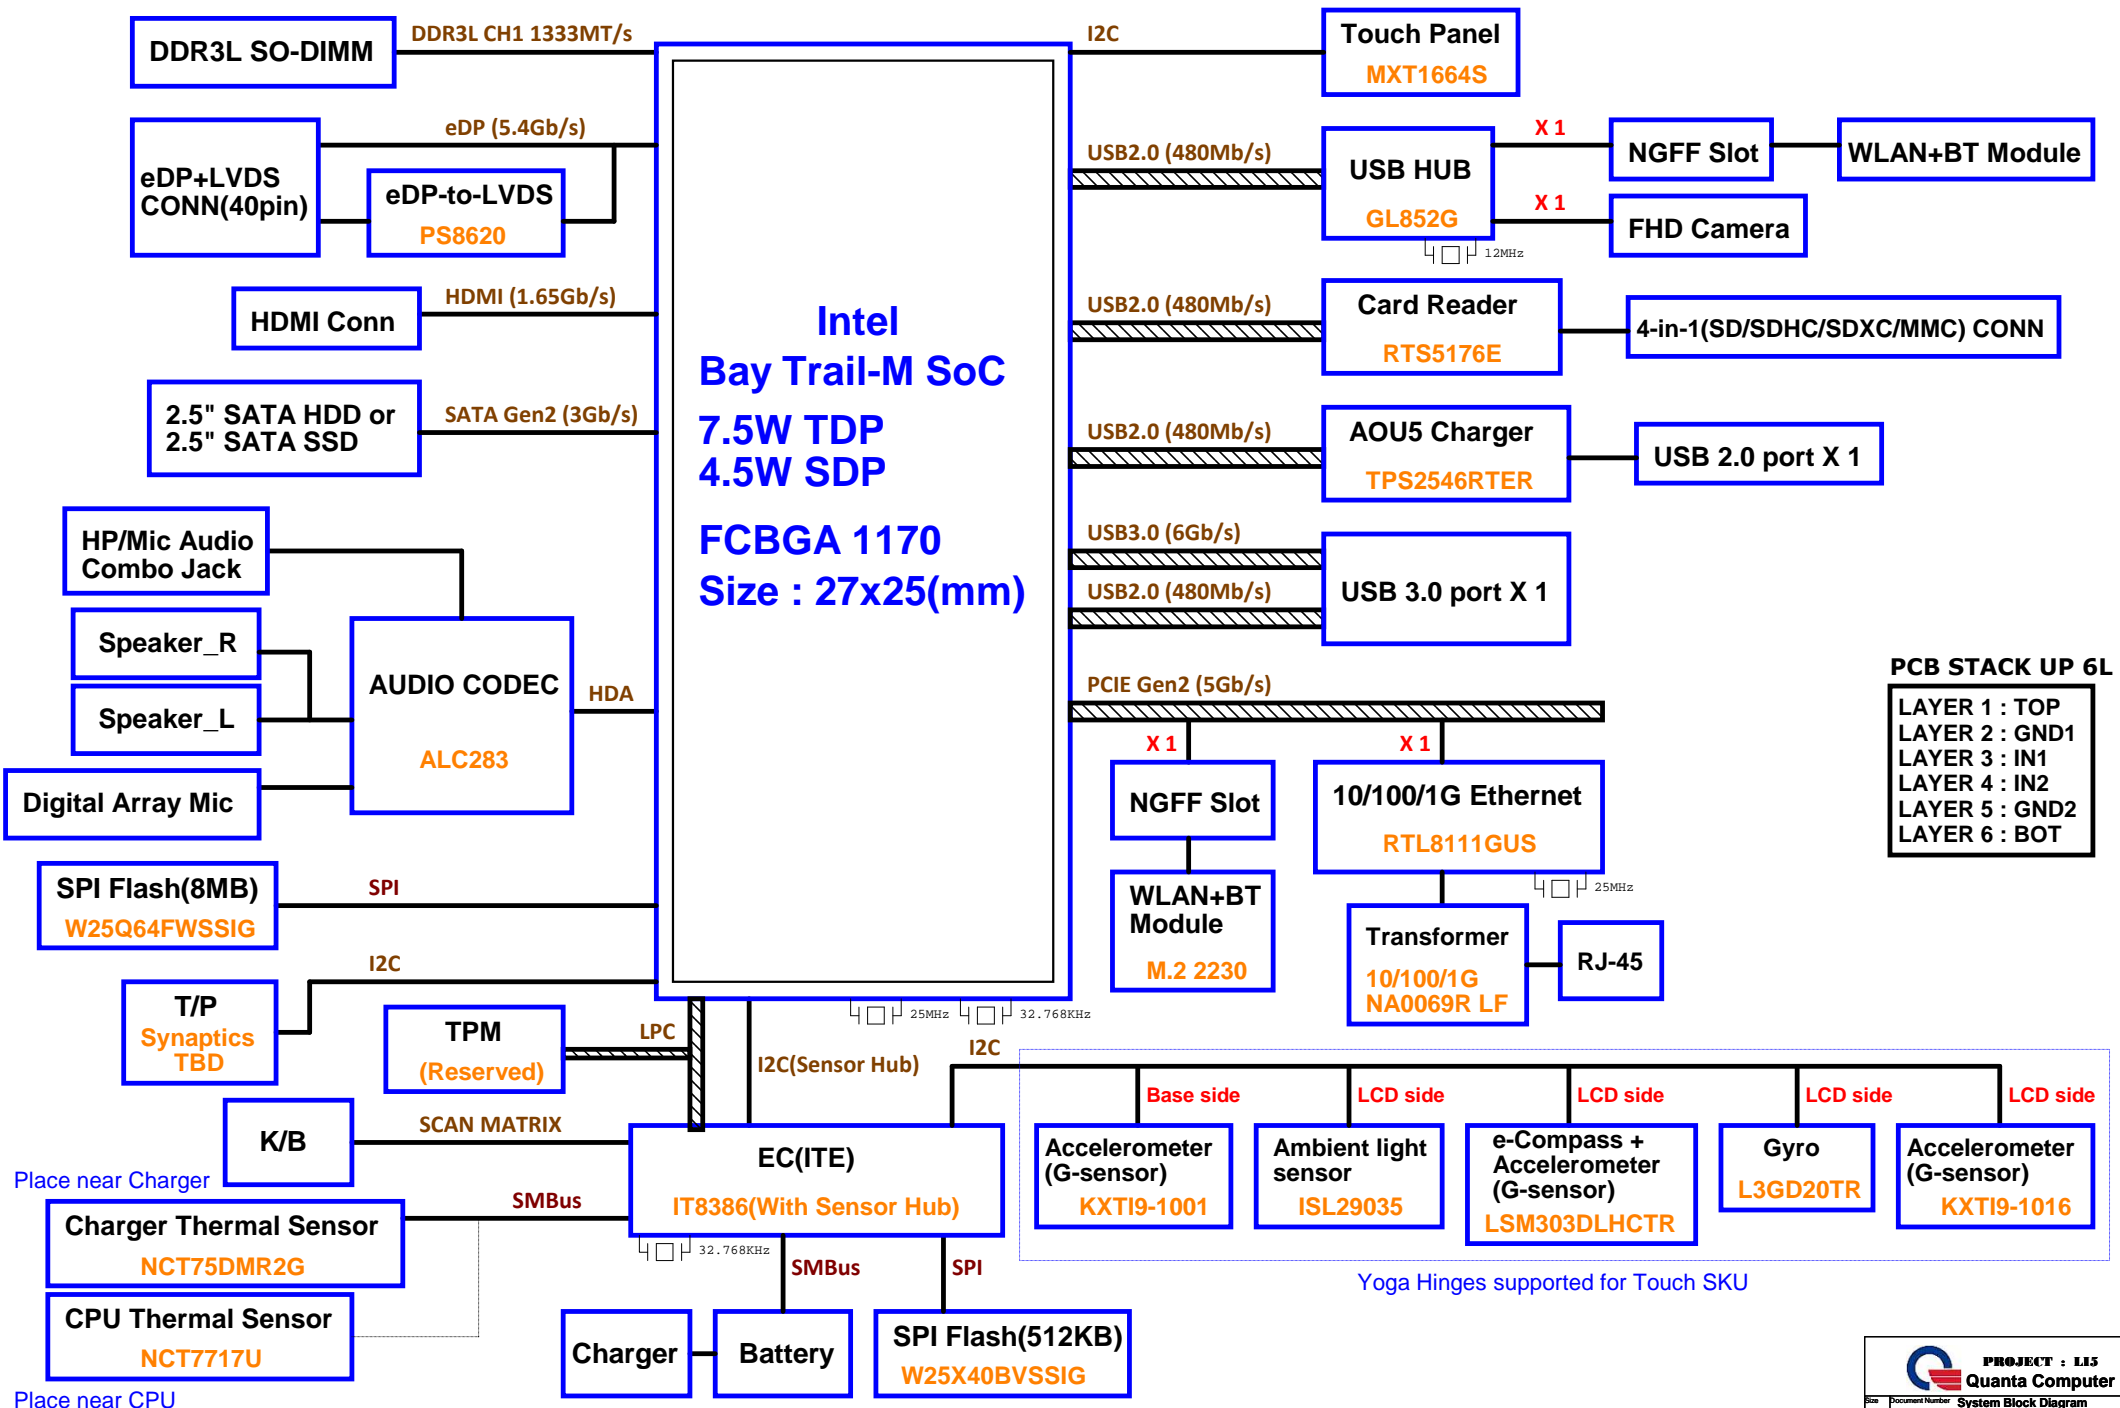 DDR3L SO-DIMM
DDR3L CH1 1333MT/s
eDP+LVDS
CONN(40pin)
eDP (5.4Gb/s)
eDP-to-LVDS
PS8620
HDMI Conn
HDMI (1.65Gb/s)
2.5" SATA HDD or
2.5" SATA SSD
SATA Gen2 (3Gb/s)
HP/Mic Audio
Combo Jack
Speaker_R
Speaker_L
Digital Array Mic
AUDIO CODEC
ALC283
HDA
SPI Flash(8MB)
W25Q64FWSSIG
SPI
T/P
Synaptics
TBD
I2C
TPM
(Reserved)
LPC
K/B
SCAN MATRIX
Place near Charger
Charger Thermal Sensor
NCT75DMR2G
SMBus
CPU Thermal Sensor
NCT7717U
Place near CPU
Intel
Bay Trail-M SoC
7.5W TDP
4.5W SDP
FCBGA 1170
Size : 27x25(mm)
25MHz
32.768KHz
I2C(Sensor Hub)
EC(ITE)
IT8386(With Sensor Hub)
32.768KHz
SMBus
SPI
Charger
Battery
SPI Flash(512KB)
W25X40BVSSIG
I2C
Touch Panel
MXT1664S
USB2.0 (480Mb/s)
USB HUB
GL852G
12MHz
X 1
NGFF Slot
WLAN+BT Module
X 1
FHD Camera
USB2.0 (480Mb/s)
Card Reader
RTS5176E
4-in-1(SD/SDHC/SDXC/MMC) CONN
USB2.0 (480Mb/s)
AOU5 Charger
TPS2546RTER
USB 2.0 port X 1
USB3.0 (6Gb/s)
USB2.0 (480Mb/s)
USB 3.0 port X 1
PCIE Gen2 (5Gb/s)
X 1
NGFF Slot
WLAN+BT
Module
M.2 2230
X 1
10/100/1G Ethernet
RTL8111GUS
25MHz
Transformer
10/100/1G
NA0069R LF
RJ-45
PCB STACK UP 6L
LAYER 1 : TOP
LAYER 2 : GND1
LAYER 3 : IN1
LAYER 4 : IN2
LAYER 5 : GND2
LAYER 6 : BOT
I2C
Base side
Accelerometer
(G-sensor)
KXTI9-1001
LCD side
Ambient light
sensor
ISL29035
LCD side
e-Compass +
Accelerometer
(G-sensor)
LSM303DLHCTR
LCD side
Gyro
L3GD20TR
LCD side
Accelerometer
(G-sensor)
KXTI9-1016
Yoga Hinges supported for Touch SKU
PROJECT : LI5
Quanta Computer
Size Document Number
System Block Diagram